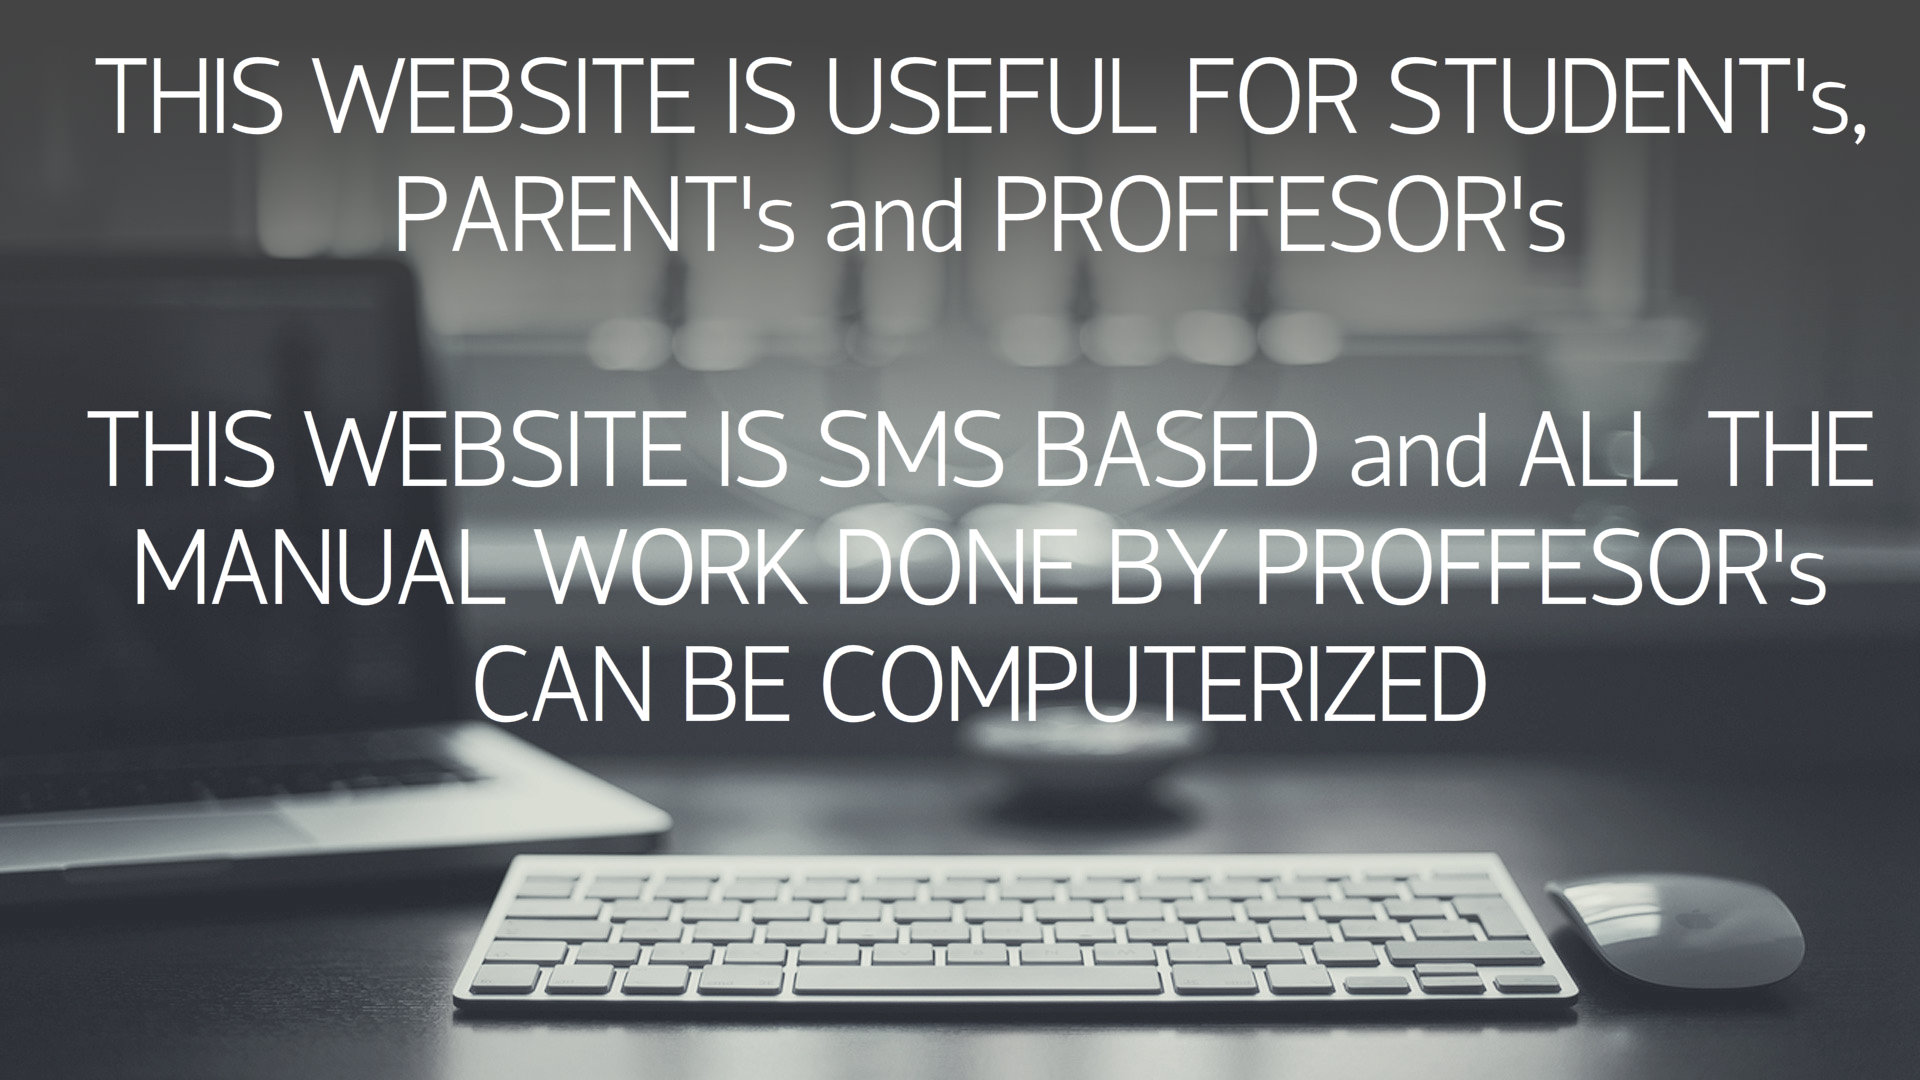 THIS WEBSITE IS USEFUL FOR STUDENT's,
PARENT's and PROFFESOR's
THIS WEBSITE IS SMS BASED and ALL THE
MANUAL WORK DONE BY PROFFESOR's
CAN BE COMPUTERIZED